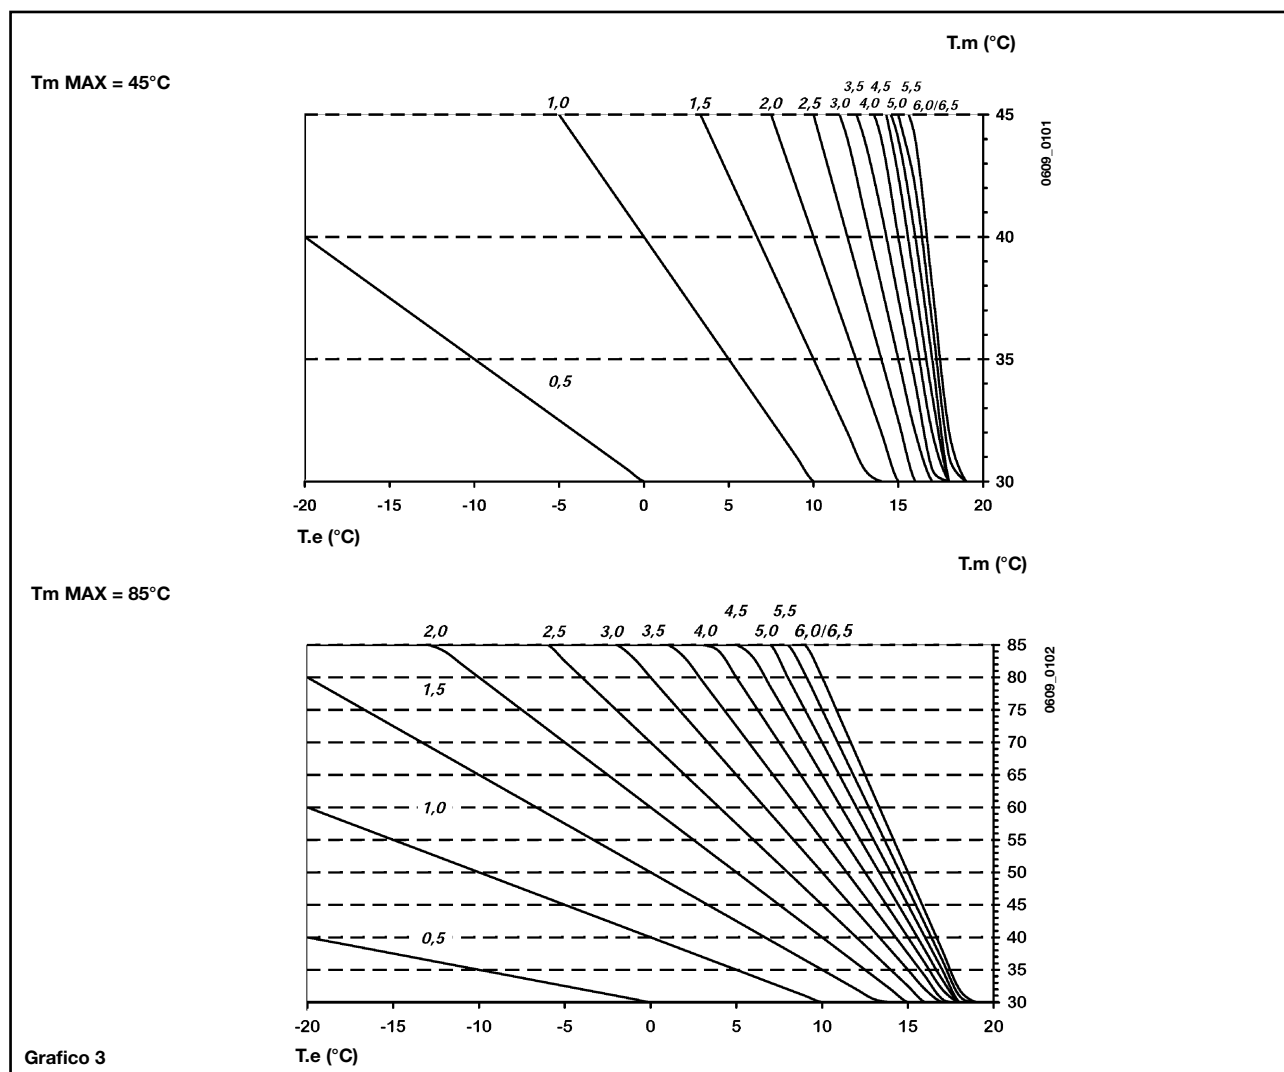 T.m (°C)
Tm MAX = 45°C
3,5 4,5 5,5
1,0 1,5 2,0 2,5 3,0 4,0 5,0 6,0/6,5
45
0609_0101
40
35
0,5
30
-20 -15 -10 -5 0 5 10 15 20
T.e (°C)
T.m (°C)
Tm MAX = 85°C
4,5 5,5
2,0 2,5 3,0 3,5 4,0 5,0 6,0/6,5
85
0609_0102
80
1,5
75
70
65
1,0 60
55
50
45
0,5 40
35
30
-20 -15 -10 -5 0 5 10 15 20
Grafico 3
T.e (°C)